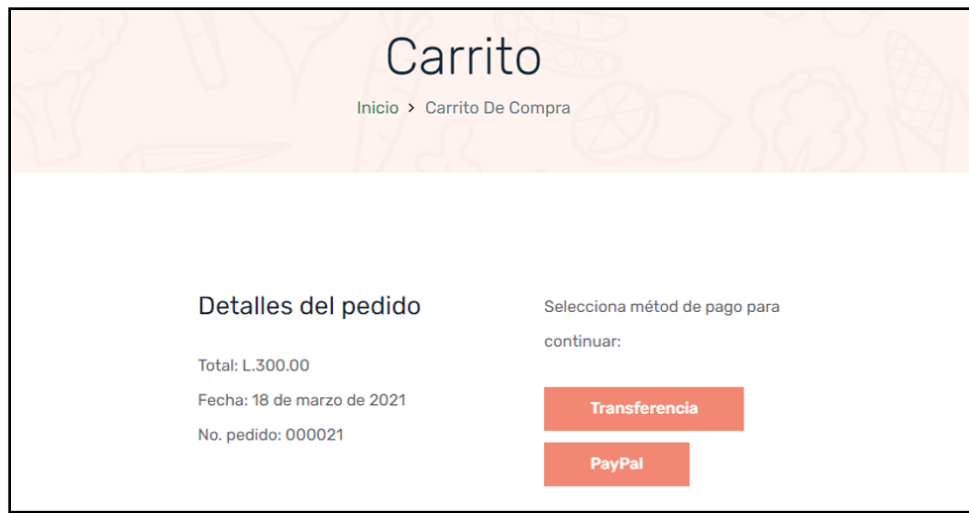 Carrito
Inicio > Carrito De Compra
Detalles del pedido
Total: L.300.00
Fecha: 18 de marzo de 2021
No. pedido: 000021
Selecciona métod de pago para
continuar:
Transferencia
PayPal